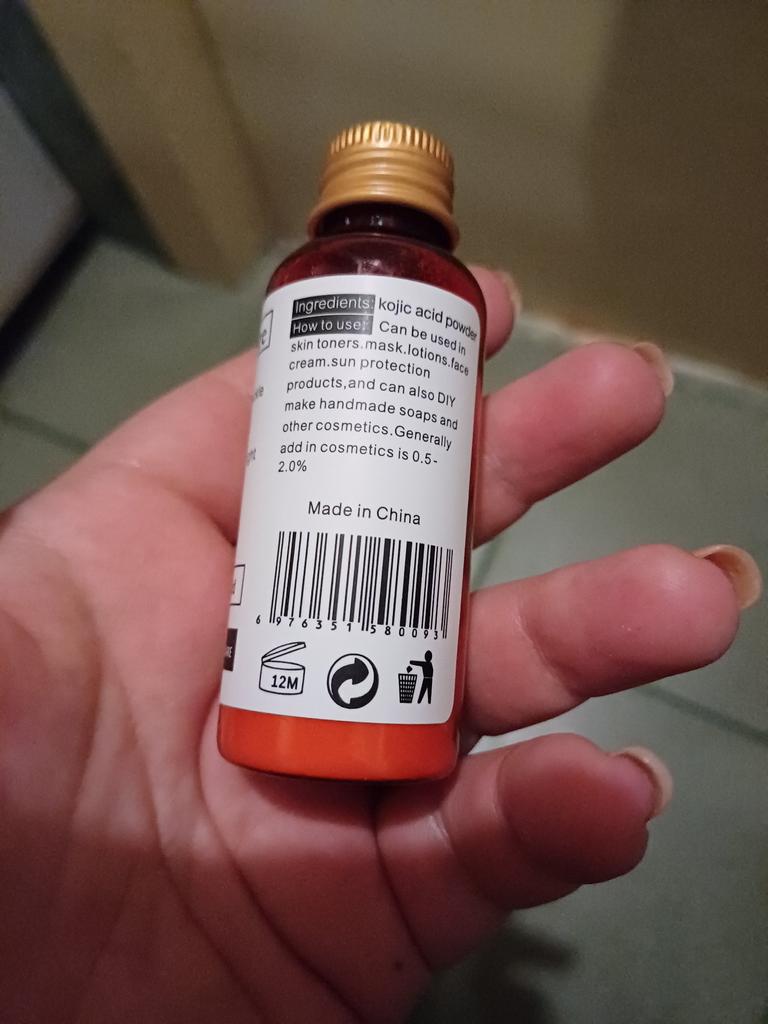 Ingredients: kojic acid powder
How to use: Can be used in
skin toners.mask.lotions.face
cream.sun protection
products,and can also DIY
make handmade soaps and
other cosmetics.Generally
add in cosmetics is 0.5-
2.0%
Made in China
6 976351 580093
12M